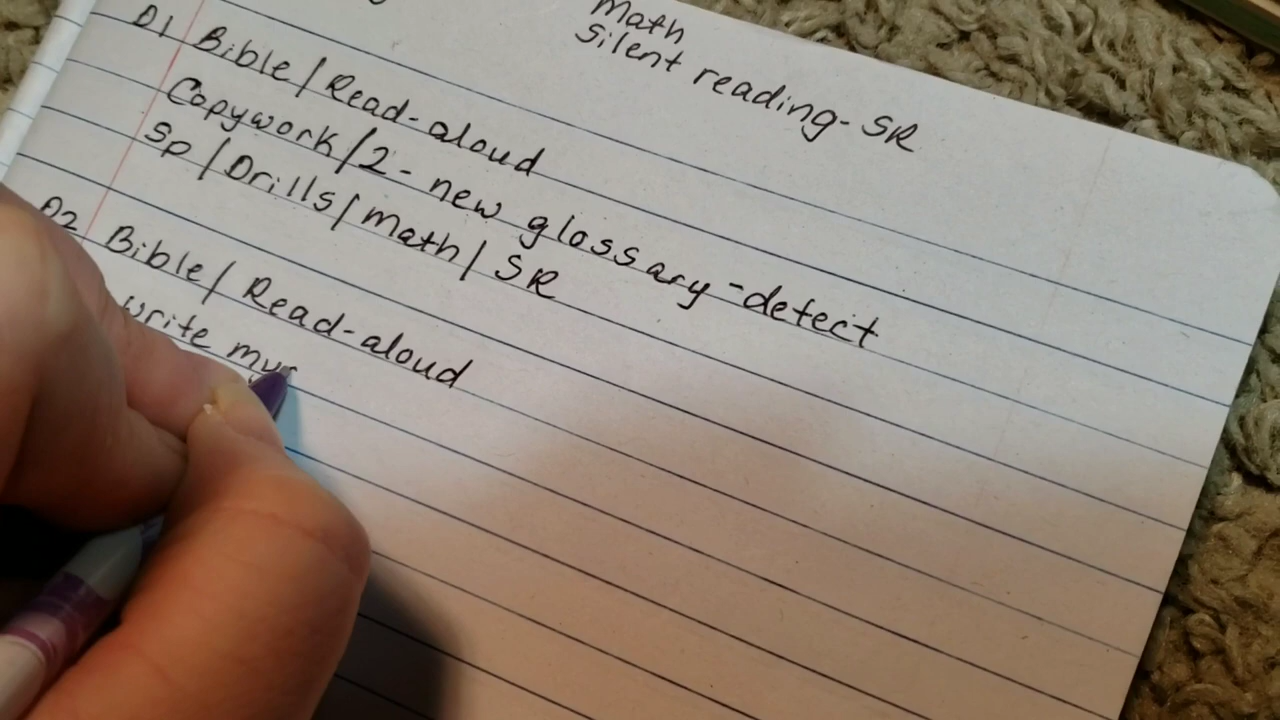 Math
Silent reading-SR
D1 Bible/Read-aloud
Copywork/2-new glossary-detect
Sp/Drills/Math/SR
D2 Bible/Read-aloud
write